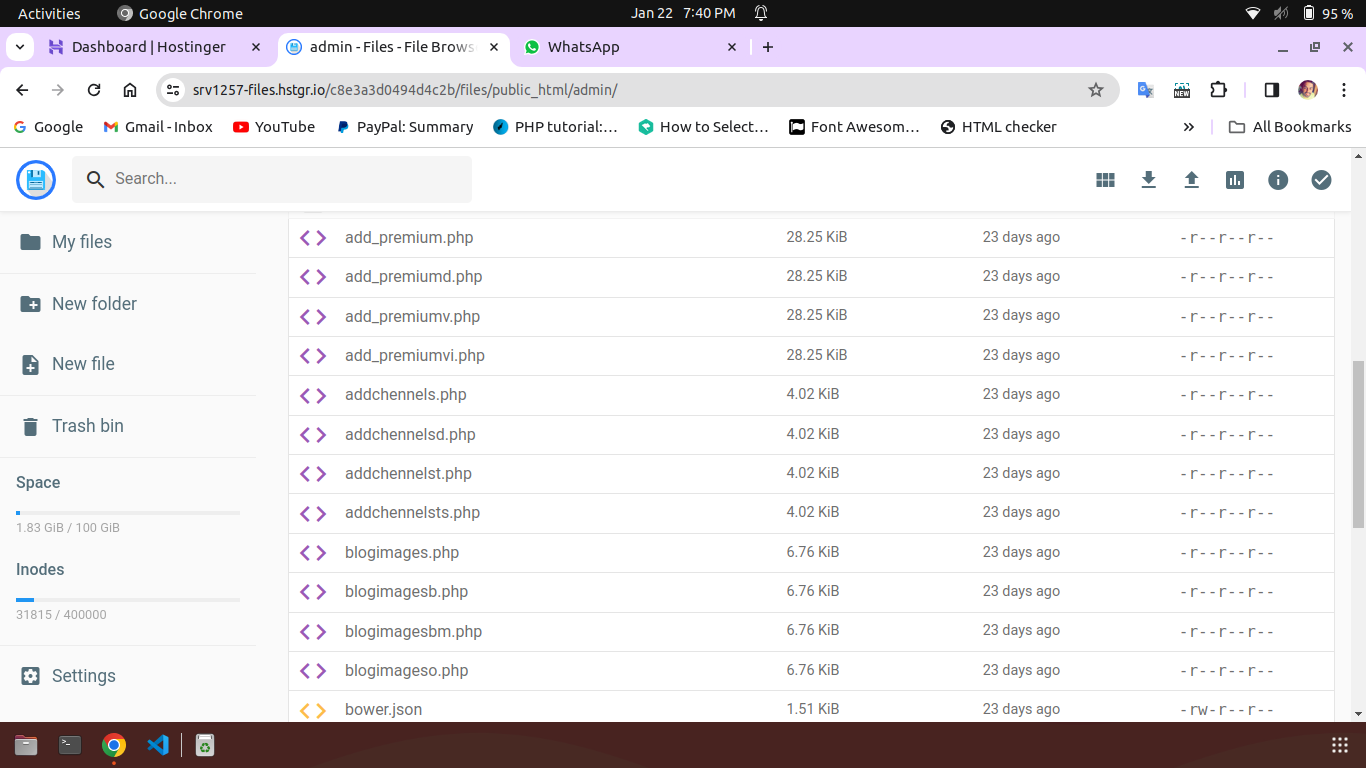 Activities Google Chrome Jan 22 7:40 PM 95 %
Dashboard | Hostinger admin - Files - File Brows WhatsApp
srv1257-files.hstgr.io/c8e3a3d0494d4c2b/files/public_html/admin/
NEW
Google Gmail - Inbox YouTube PayPal: Summary PHP tutorial:… How to Select… Font Awesom… HTML checker » All Bookmarks
Search...
My files
New folder
New file
Trash bin
Space
1.83 GiB / 100 GiB
Inodes
31815 / 400000
Settings
add_premium.php 28.25 KiB 23 days ago -r--r--r--
add_premiumd.php 28.25 KiB 23 days ago -r--r--r--
add_premiumv.php 28.25 KiB 23 days ago -r--r--r--
add_premiumvi.php 28.25 KiB 23 days ago -r--r--r--
addchennels.php 4.02 KiB 23 days ago -r--r--r--
addchennelsd.php 4.02 KiB 23 days ago -r--r--r--
addchennelst.php 4.02 KiB 23 days ago -r--r--r--
addchennelsts.php 4.02 KiB 23 days ago -r--r--r--
blogimages.php 6.76 KiB 23 days ago -r--r--r--
blogimagesb.php 6.76 KiB 23 days ago -r--r--r--
blogimagesbm.php 6.76 KiB 23 days ago -r--r--r--
blogimageso.php 6.76 KiB 23 days ago -r--r--r--
bower.json 1.51 KiB 23 days ago -rw-r--r--